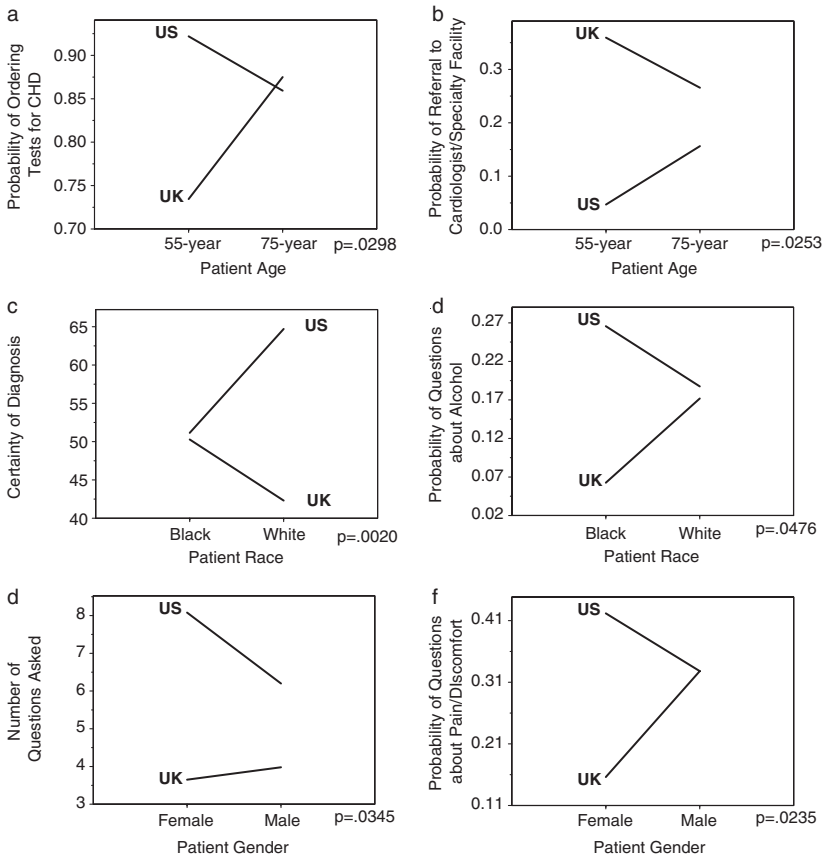 a
Probability of Ordering
Tests for CHD
0.90
0.85
0.80
0.75
0.70
US
UK
55-year
75-year
p=.0298
Patient Age
b
Probability of Referral to
Cardiologist/Specialty Facility
0.3
0.2
0.1
0.0
UK
US
55-year
75-year
p=.0253
Patient Age
c
Certainty of Diagnosis
65
60
55
50
45
40
US
UK
Black
White
p=.0020
Patient Race
d
Probability of Questions
about Alcohol
0.27
0.22
0.17
0.12
0.07
0.02
US
UK
Black
White
p=.0476
Patient Race
d
Number of
Questions Asked
8
7
6
5
4
3
US
UK
Female
Male
p=.0345
Patient Gender
f
Probability of Questions
about Pain/DIscomfort
0.41
0.31
0.21
0.11
US
UK
Female
Male
p=.0235
Patient Gender